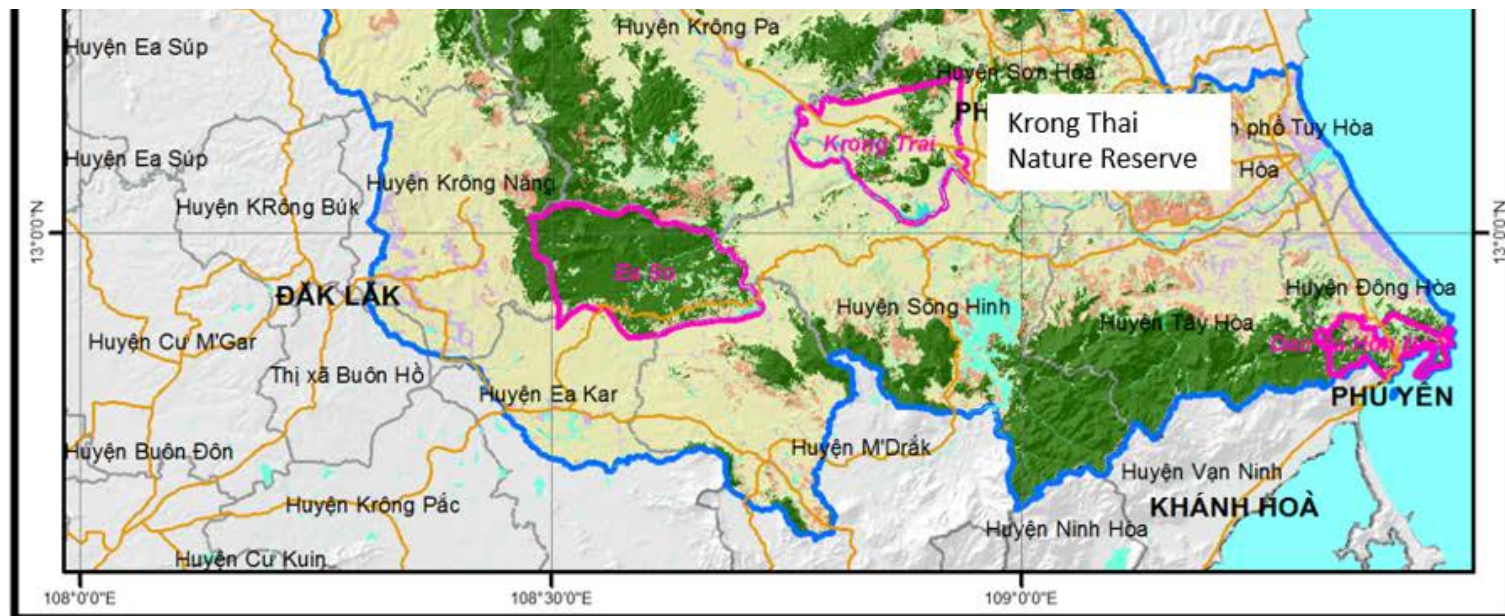 Huyện Ea Súp
Huyện Krông Pa
Huyện Sơn Hòa
PH
Krong Thai
Nature Reserve
phố Tuy Hòa
Hòa
Krong Trai
Huyện Ea Súp
Huyện Krông Năng
Huyện KRông Búk
13°0'0"N
13°0'0"N
Ea So
ĐĂK LĂK
Huyện Sông Hinh
Huyện Đông Hòa
Huyện Tây Hòa
Huyện Cư M'Gar
Thị xã Buôn Hồ
Huyện Ea Kar
PHÚ YÊN
Huyện Buôn Đôn
Huyện M'Drắk
Huyện Vạn Ninh
Huyện Krông Pắc
KHÁNH HOÀ
Huyện Ninh Hòa
Huyện Cư Kuin
108°0'0"E
108°30'0"E
109°0'0"E